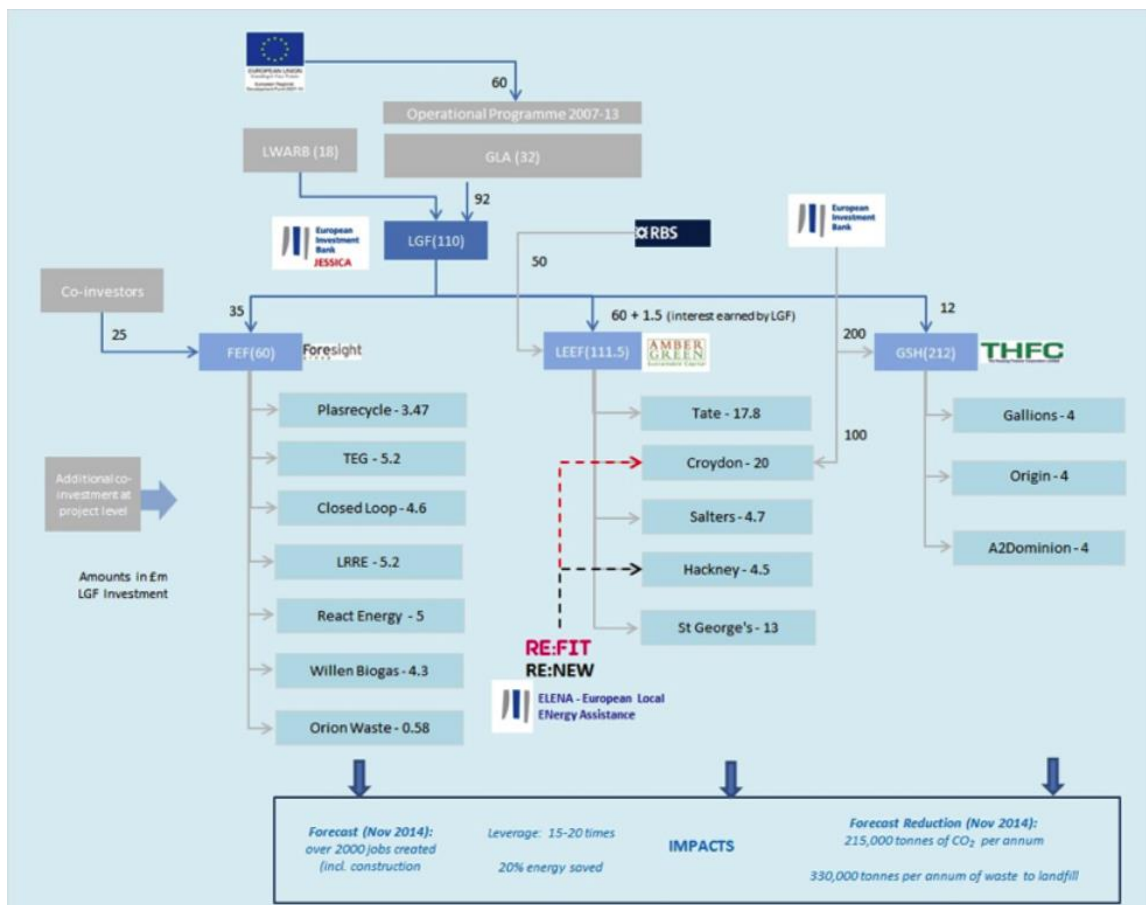 EUROPEAN UNION
60
Operational Programme 2007-13
LWARB (18)
GLA (32)
92
European
Investment
Bank
JESSICA
LGF(110)
RBS
European
Investment
Bank
50
Co-investors
35
60 + 1.5 (interest earned by LGF)
12
25
FEF(60)
Foresight
LEEF(111.5)
AMBER
GREEN
Sustainable Capital
200
GSH(212)
THFC
Plasrecycle - 3.47
Tate - 17.8
Gallions - 4
100
TEG - 5.2
Croydon - 20
Origin - 4
Additional co-
investment at
project level
Closed Loop - 4.6
Salters - 4.7
A2Dominion - 4
LRRE - 5.2
Hackney - 4.5
Amounts in £m
LGF Investment
React Energy - 5
St George's - 13
RE:FIT
RE:NEW
Willen Biogas - 4.3
ELENA - European Local
ENergy Assistance
Orion Waste - 0.58
Forecast (Nov 2014):
over 2000 jobs created
(incl. construction
Leverage: 15-20 times
20% energy saved
IMPACTS
Forecast Reduction (Nov 2014):
215,000 tonnes of CO₂ per annum
330,000 tonnes per annum of waste to landfill